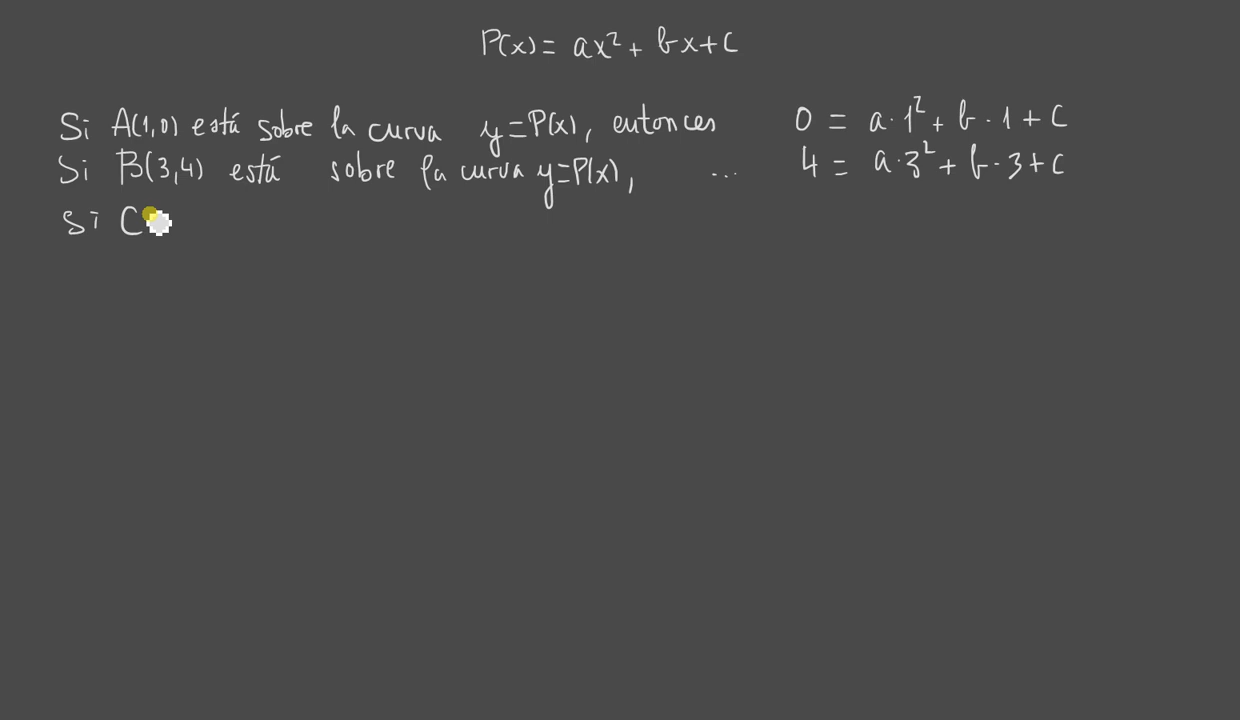 P(x) = ax² + bx + c
Si A(1,0) está sobre la curva y=P(x), entonces 0 = a·1² + b·1 + c
Si B(3,4) está sobre la curva y=P(x), ... 4 = a·3² + b·3 + c
Si C